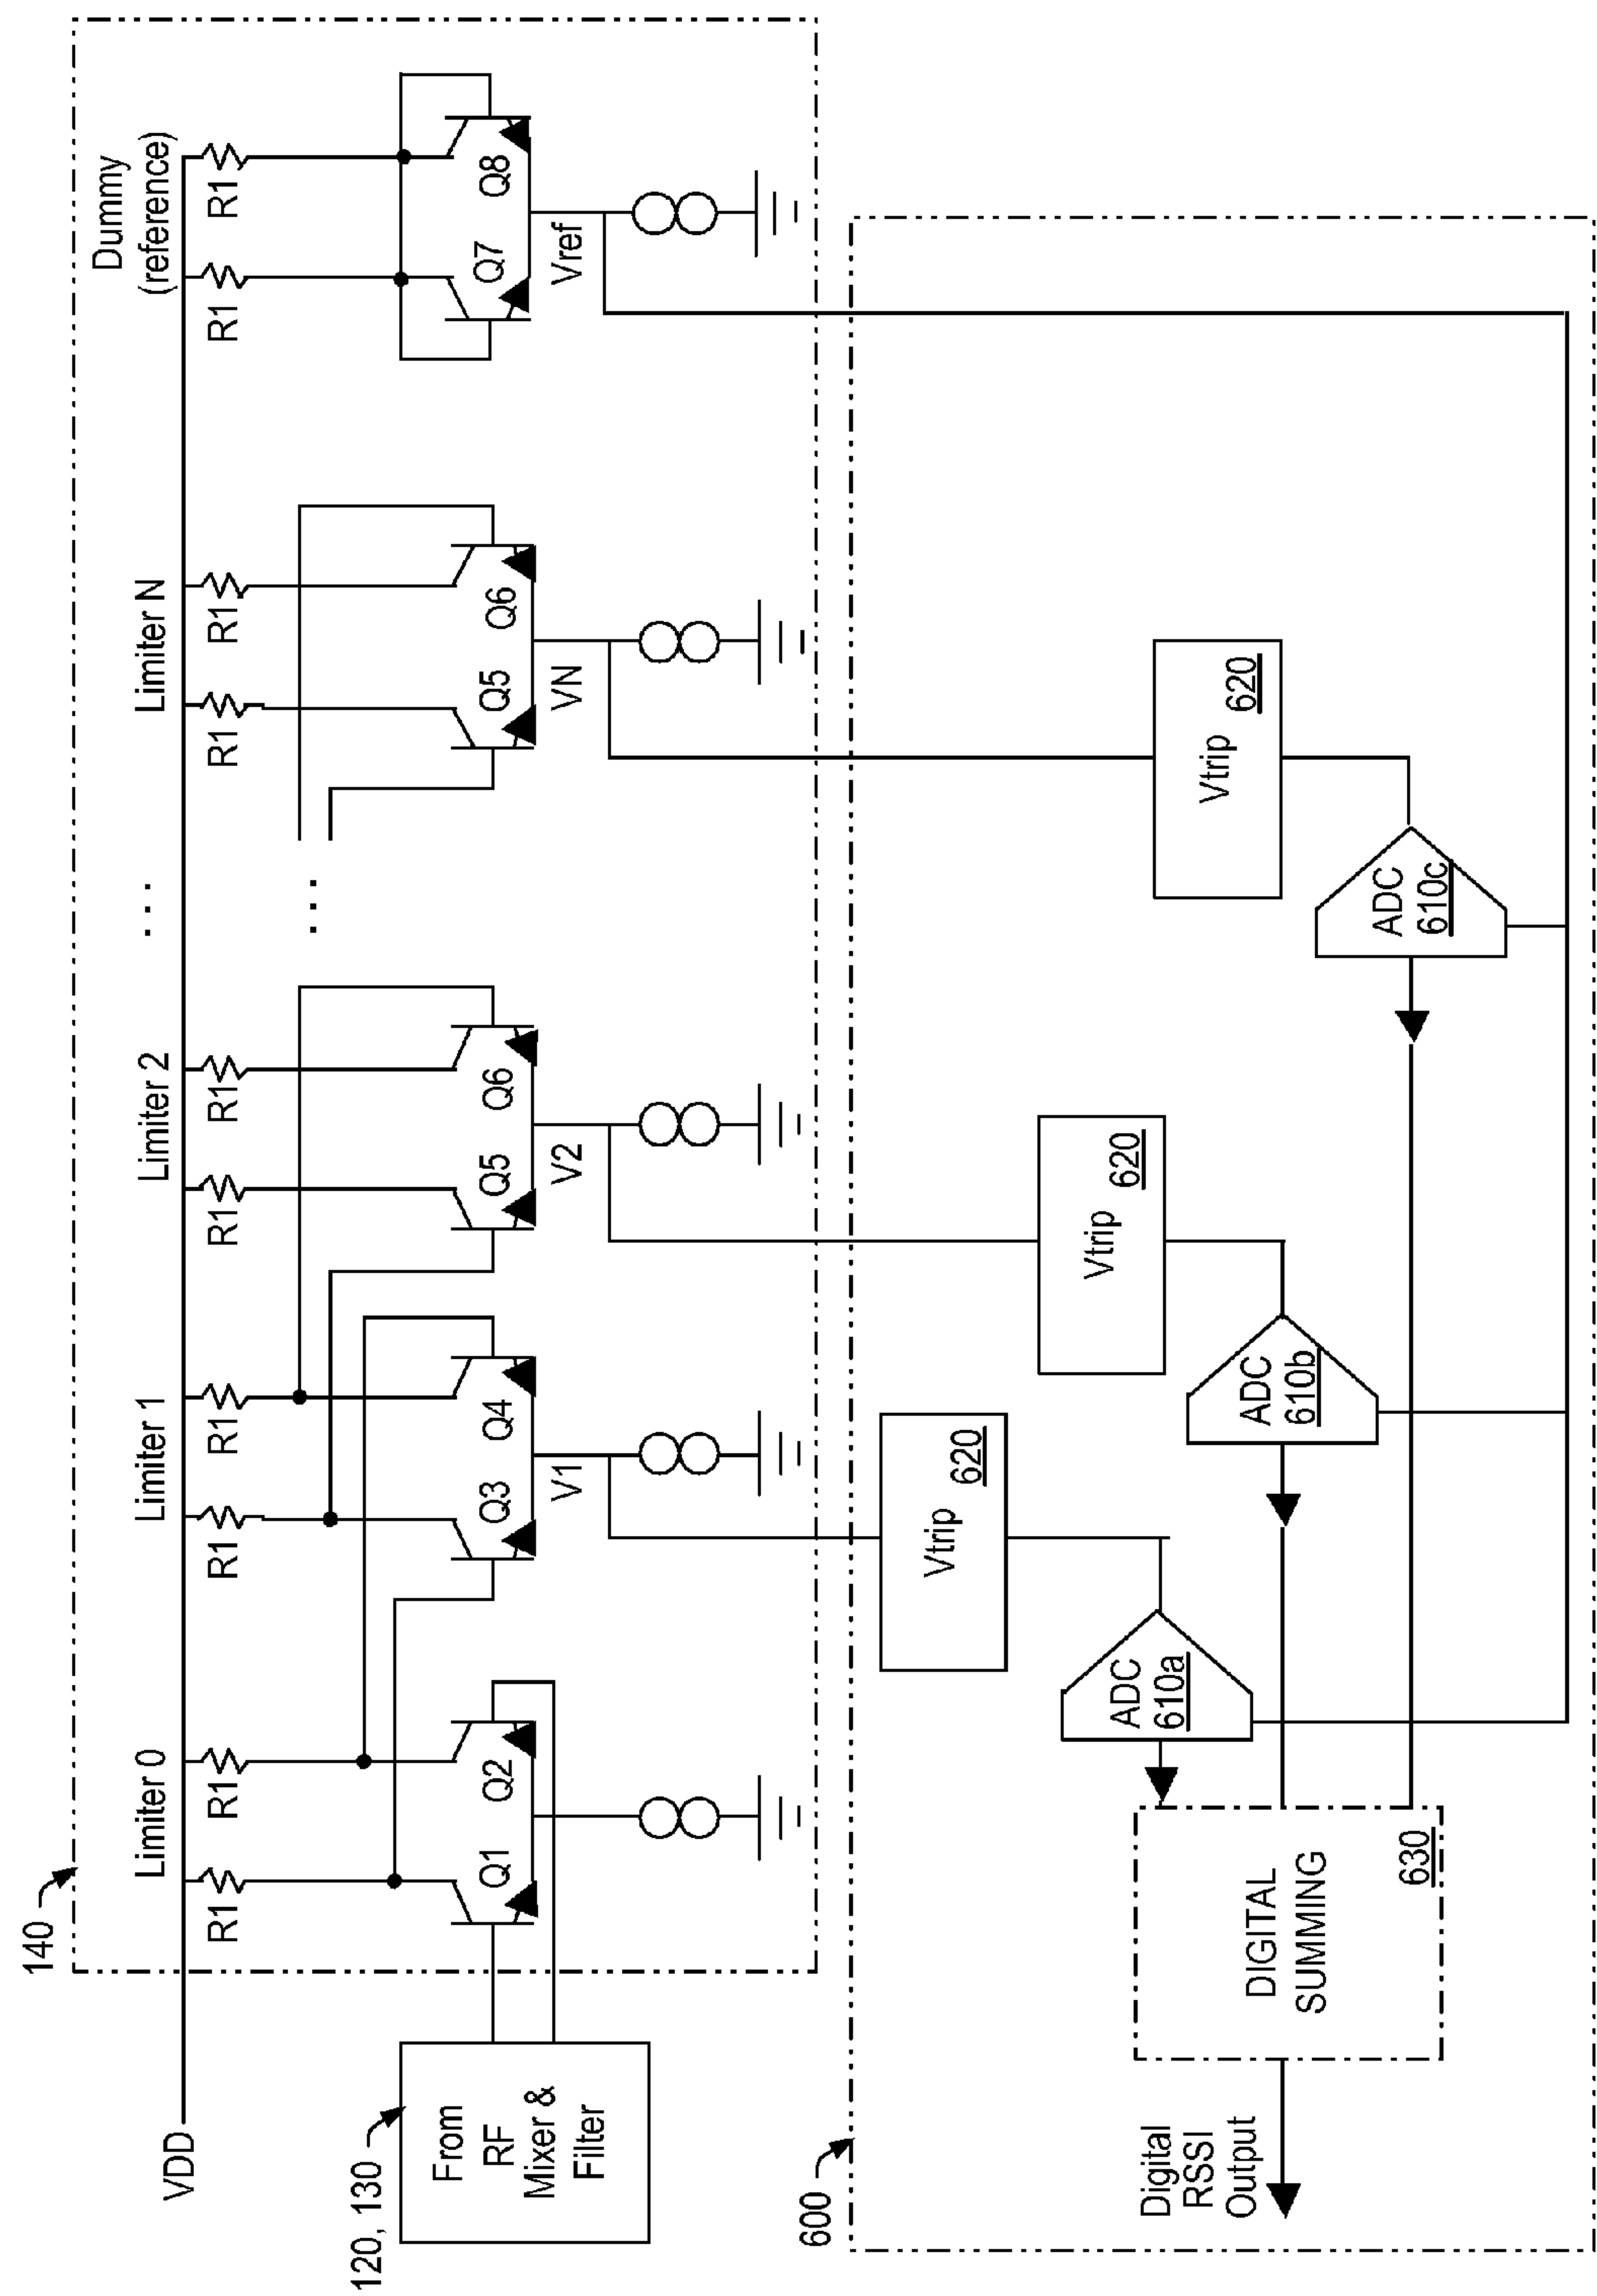 140
Limiter 0
Limiter 1
Limiter 2
. . .
Limiter N
Dummy
(reference)
VDD
R1
R1
R1
R1
R1
R1
R1
R1
R1
R1
. . .
120, 130
From
RF
Mixer &
Filter
Q1
Q2
Q3
Q4
Q5
Q6
Q5
Q6
Q7
Q8
V1
V2
VN
Vref
600
Vtrip
620
Vtrip
620
Vtrip
620
ADC
610a
ADC
610b
ADC
610c
Digital
RSSI
Output
DIGITAL
SUMMING
630